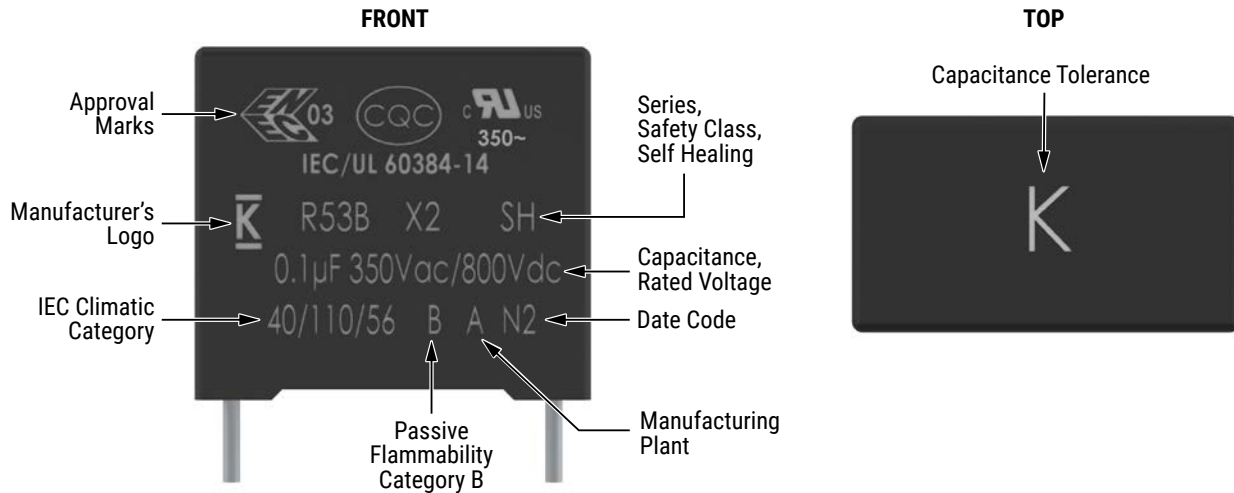 FRONT
TOP
Approval
Marks
03 CQC c RU US
350~
IEC/UL 60384-14
Series,
Safety Class,
Self Healing
Capacitance Tolerance
Manufacturer’s
Logo
K R53B X2 SH
K
0.1µF 350Vac/800Vdc
Capacitance,
Rated Voltage
IEC Climatic
Category
40/110/56 B A N2
Date Code
Passive
Flammability
Category B
Manufacturing
Plant